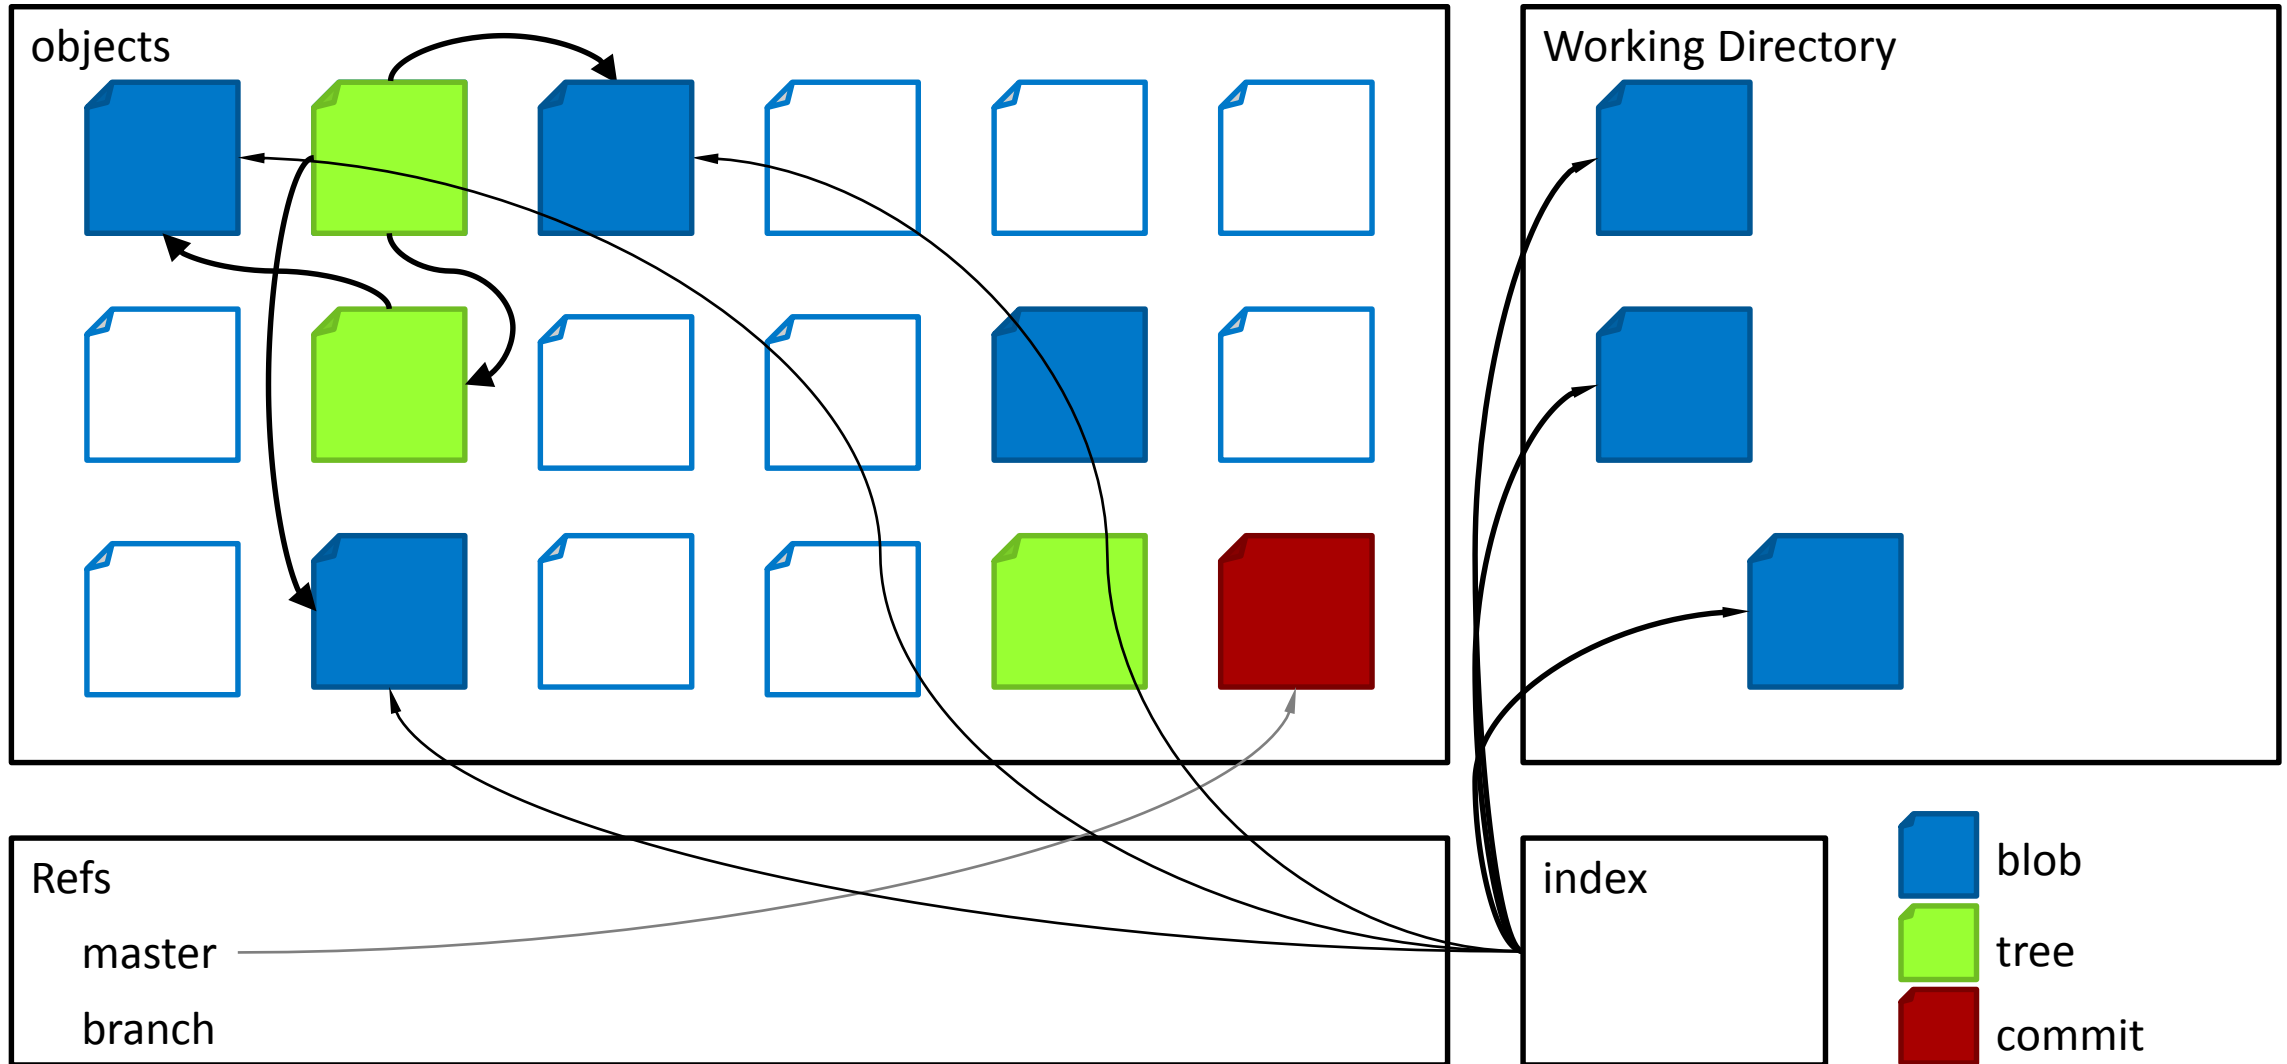 objects
Working Directory
Refs
master
branch
index
blob
tree
commit